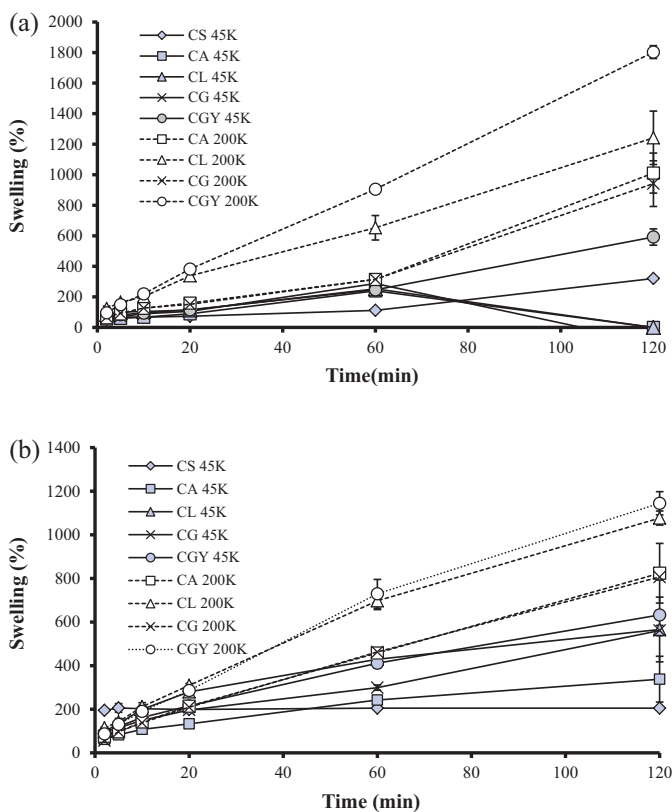 (a)
2000
1800
1600
1400
1200
1000
800
600
400
200
0
Swelling (%)
CS 45K
CA 45K
CL 45K
CG 45K
CGY 45K
CA 200K
CL 200K
CG 200K
CGY 200K
0 20 40 60 80 100 120
Time(min)
(b)
1400
1200
1000
800
600
400
200
0
Swelling (%)
CS 45K
CA 45K
CL 45K
CG 45K
CGY 45K
CA 200K
CL 200K
CG 200K
CGY 200K
0 20 40 60 80 100 120
Time (min)